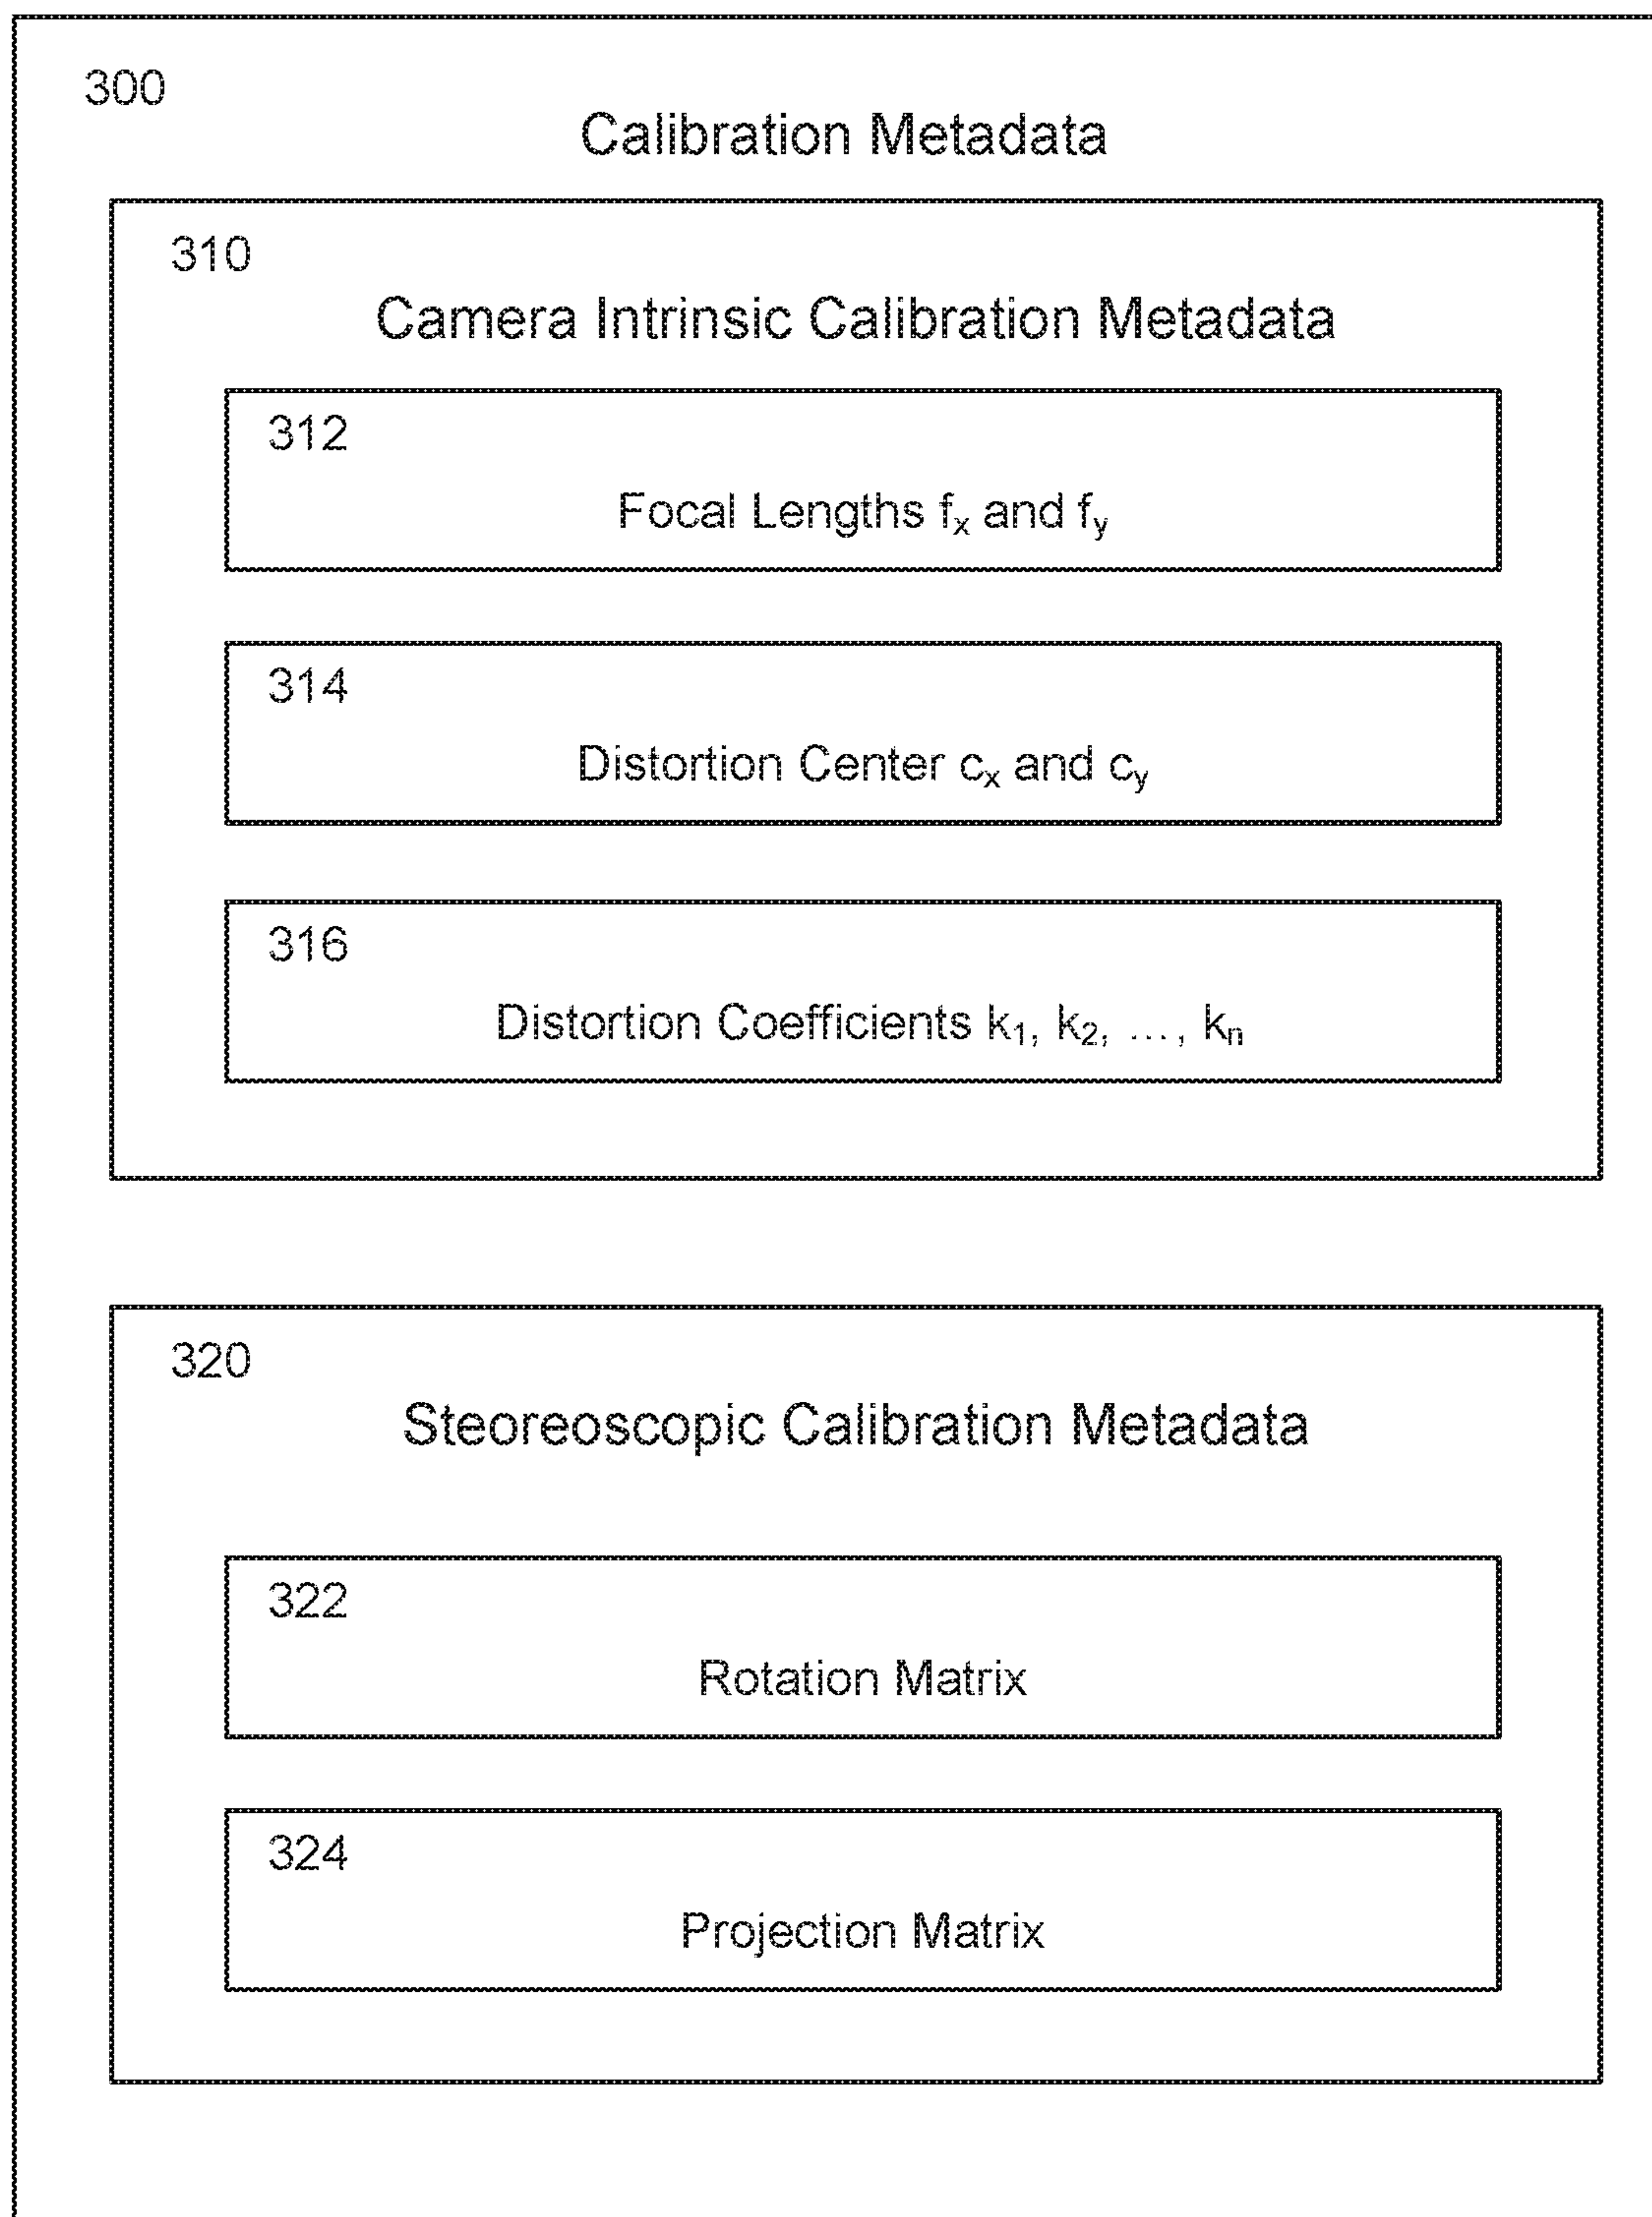 300
Calibration Metadata
310
Camera Intrinsic Calibration Metadata
312
Focal Lengths fx and fy
314
Distortion Center cx and cy
316
Distortion Coefficients k1, k2, ..., kn
320
Steoreoscopic Calibration Metadata
322
Rotation Matrix
324
Projection Matrix